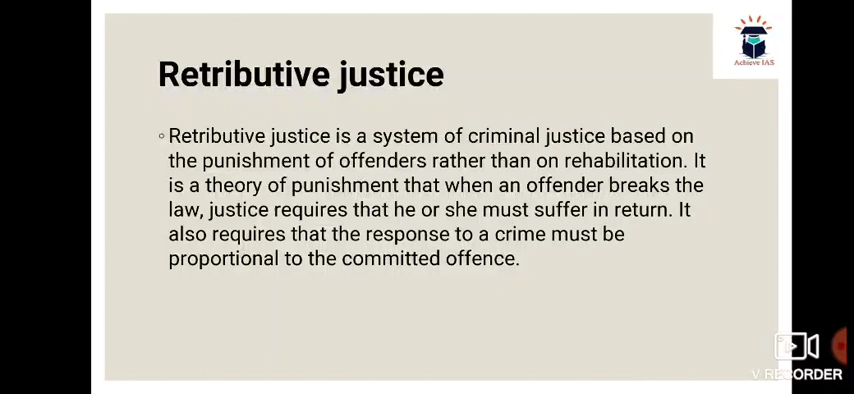 Achieve IAS
Retributive justice
◦ Retributive justice is a system of criminal justice based on
the punishment of offenders rather than on rehabilitation. It
is a theory of punishment that when an offender breaks the
law, justice requires that he or she must suffer in return. It
also requires that the response to a crime must be
proportional to the committed offence.
V RECORDER